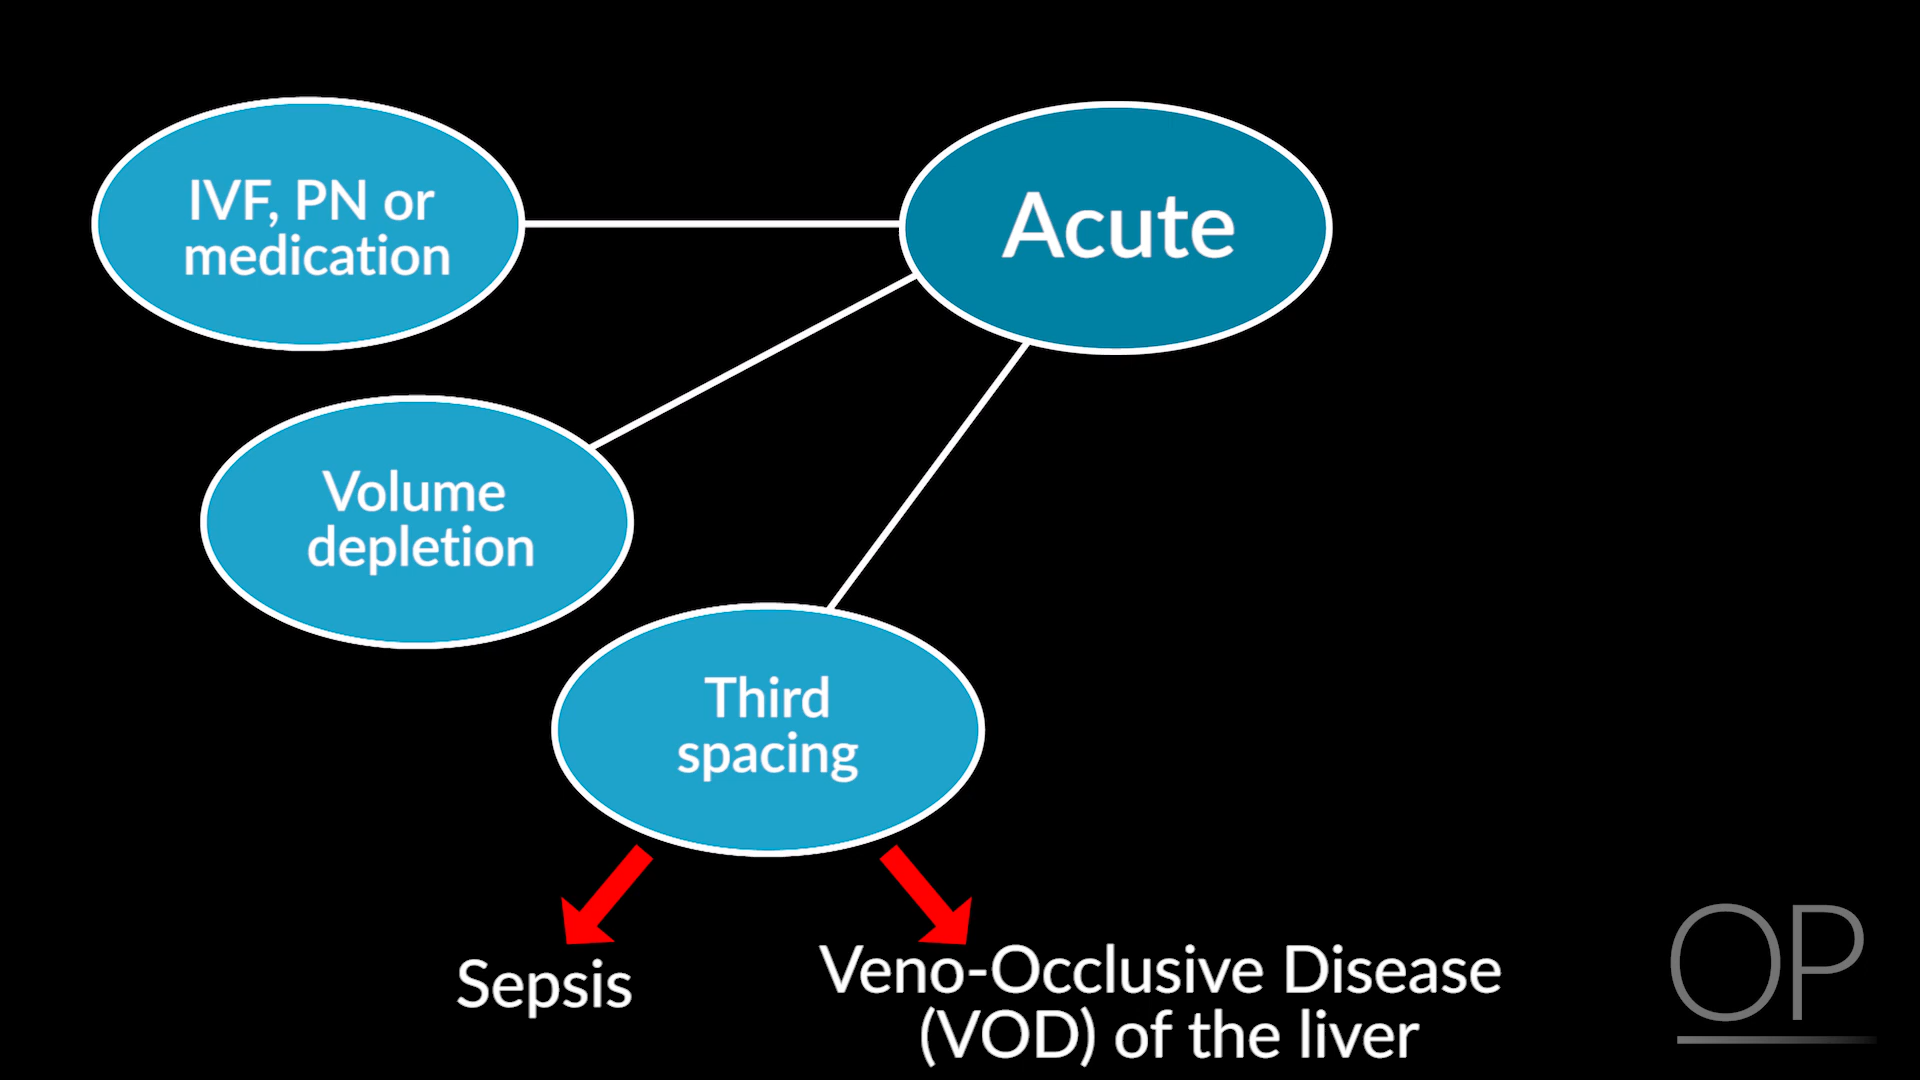 IVF, PN or
medication
Acute
Volume
depletion
Third
spacing
Sepsis
Veno-Occlusive Disease
(VOD) of the liver
OP